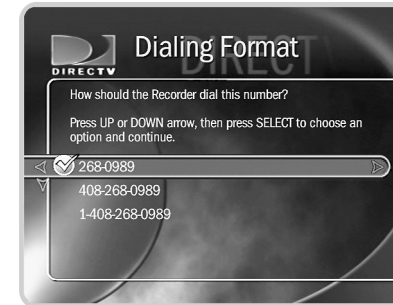 Dialing Format
DIRECTV
How should the Recorder dial this number?
Press UP or DOWN arrow, then press SELECT to choose an
option and continue.
268-0989
408-268-0989
1-408-268-0989